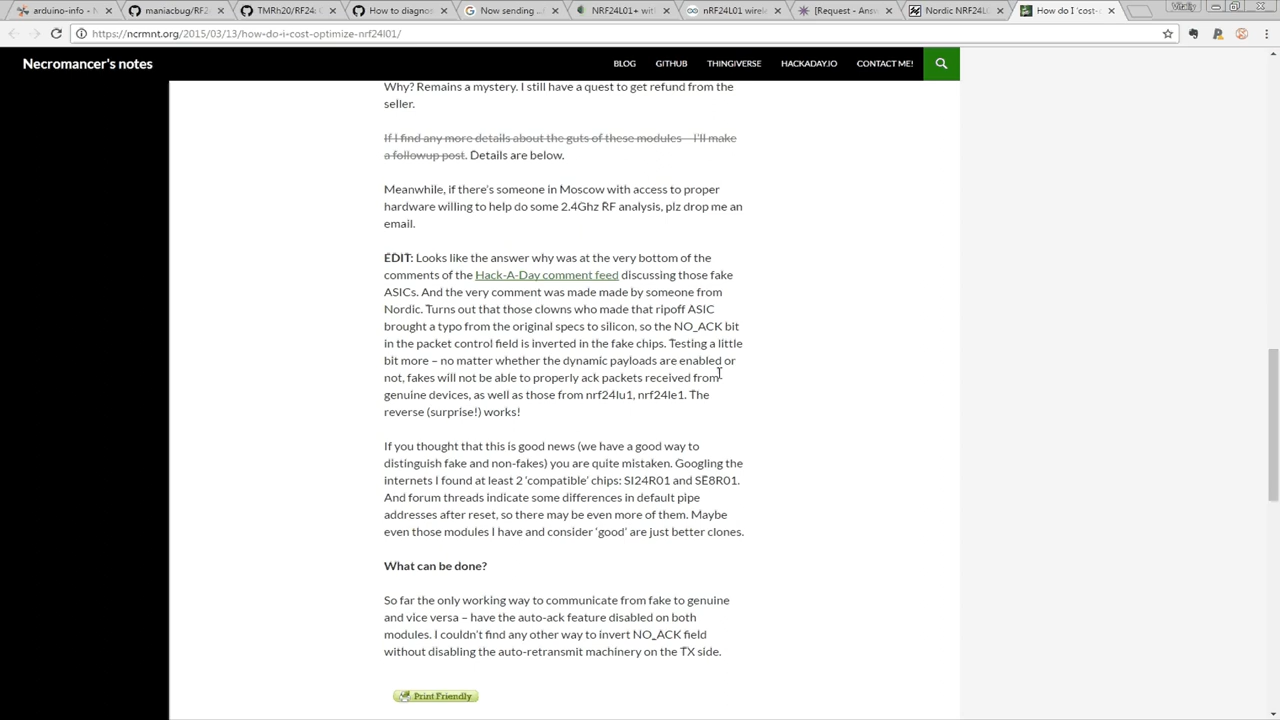 arduino-info - N
maniacbug/RF2
TMRh20/RF24: 
How to diagnos
Now sending ...
NRF24L01+ wit
nRF24L01 wirele
[Request - Answ
Nordic NRF24L
How do I 'cost-
Vitaliy
https://ncrmnt.org/2015/03/13/how-do-i-cost-optimize-nrf24l01/
Necromancer's notes
BLOG GITHUB THINGIVERSE HACKADAY.IO CONTACT ME!
Why? Remains a mystery. I still have a quest to get refund from the
seller.
If I find any more details about the guts of these modules – I'll make
a followup post. Details are below.
Meanwhile, if there's someone in Moscow with access to proper
hardware willing to help do some 2.4Ghz RF analysis, plz drop me an
email.
EDIT: Looks like the answer why was at the very bottom of the
comments of the Hack-A-Day comment feed discussing those fake
ASICs. And the very comment was made made by someone from
Nordic. Turns out that those clowns who made that ripoff ASIC
brought a typo from the original specs to silicon, so the NO_ACK bit
in the packet control field is inverted in the fake chips. Testing a little
bit more – no matter whether the dynamic payloads are enabled or
not, fakes will not be able to properly ack packets received from
genuine devices, as well as those from nrf24lu1, nrf24le1. The
reverse (surprise!) works!
If you thought that this is good news (we have a good way to
distinguish fake and non-fakes) you are quite mistaken. Googling the
internets I found at least 2 'compatible' chips: SI24R01 and SE8R01.
And forum threads indicate some differences in default pipe
addresses after reset, so there may be even more of them. Maybe
even those modules I have and consider 'good' are just better clones.
What can be done?
So far the only working way to communicate from fake to genuine
and vice versa – have the auto-ack feature disabled on both
modules. I couldn't find any other way to invert NO_ACK field
without disabling the auto-retransmit machinery on the TX side.
Print Friendly